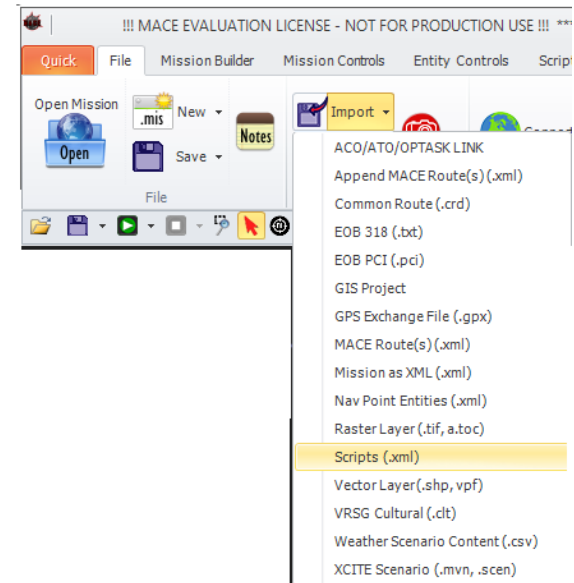 !!! MACE EVALUATION LICENSE - NOT FOR PRODUCTION USE !!! **
Quick File Mission Builder Mission Controls Entity Controls Scrip
Open Mission
Open
.mis New
Save
Notes
File
Import
Connect
ACO/ATO/OPTASK LINK
Append MACE Route(s) (.xml)
Common Route (.crd)
EOB 318 (.txt)
EOB PCI (.pci)
GIS Project
GPS Exchange File (.gpx)
MACE Route(s) (.xml)
Mission as XML (.xml)
Nav Point Entities (.xml)
Raster Layer (.tif, a.toc)
Scripts (.xml)
Vector Layer(.shp, vpf)
VRSG Cultural (.clt)
Weather Scenario Content (.csv)
XCITE Scenario (.mvn, .scen)